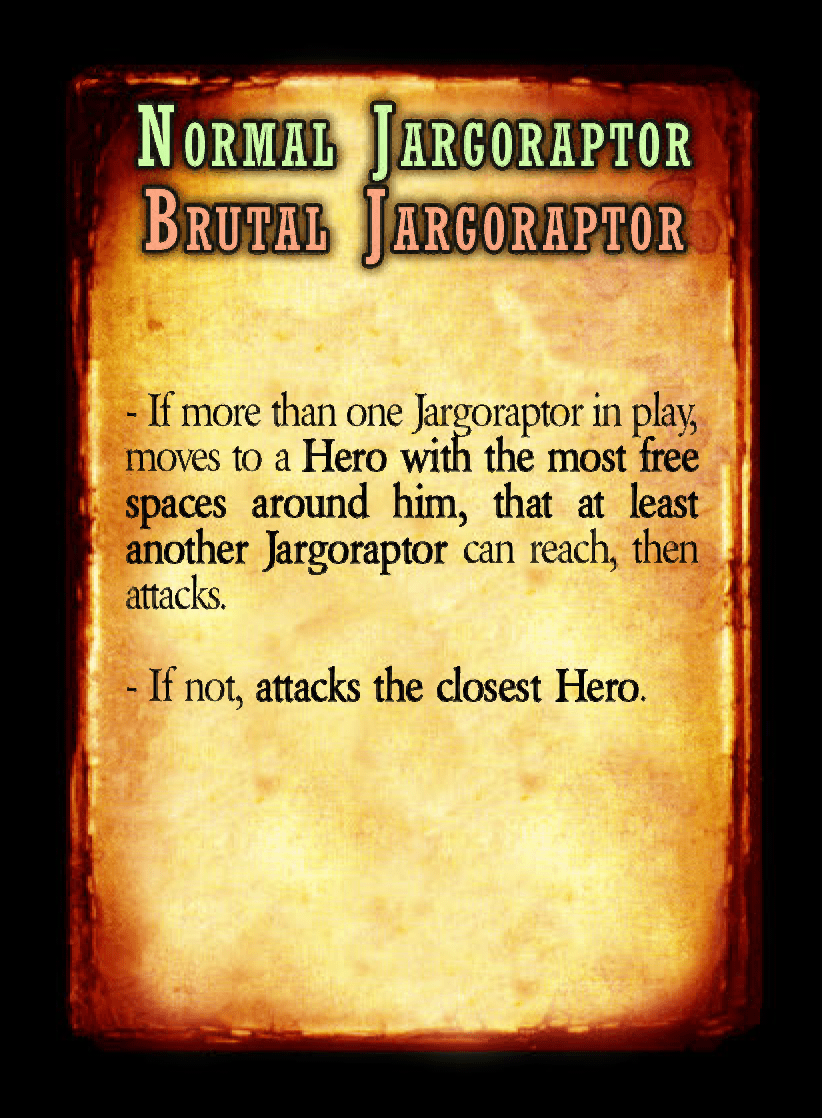 NORMAL JARGORAPTOR
BRUTAL JARGORAPTOR
- If more than one Jargoraptor in play,
moves to a Hero with the most free
spaces around him, that at least
another Jargoraptor can reach, then
attacks.
- If not, attacks the closest Hero.